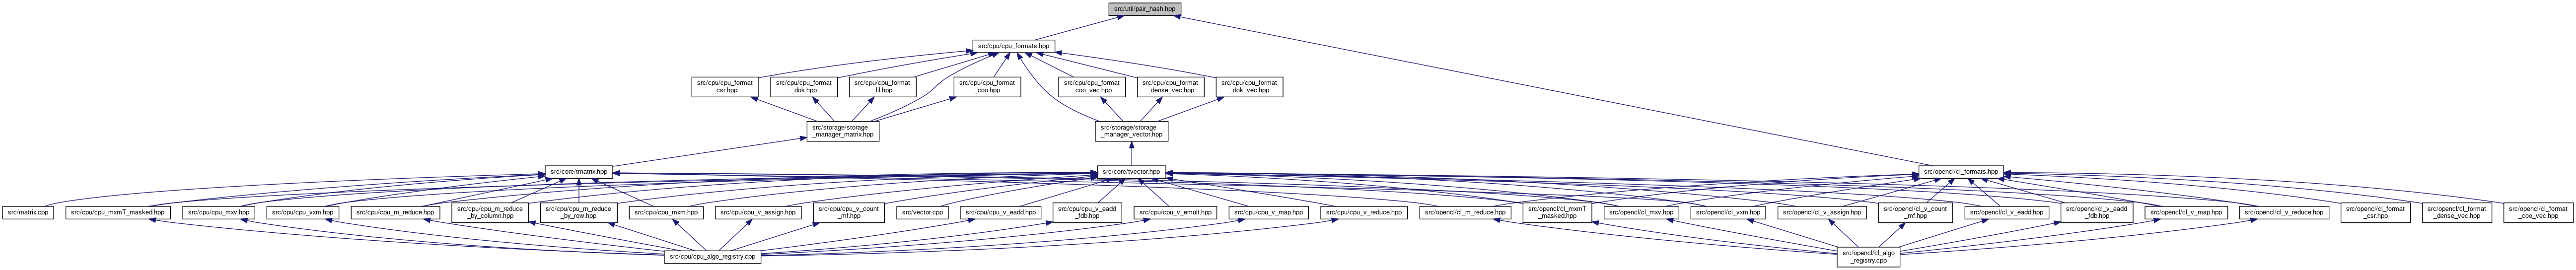 src/util/pair_hash.hpp
src/cpu/cpu_formats.hpp
src/cpu/cpu_format
_csr.hpp
src/cpu/cpu_format
_dok.hpp
src/cpu/cpu_format
_lil.hpp
src/cpu/cpu_format
_coo.hpp
src/cpu/cpu_format
_coo_vec.hpp
src/cpu/cpu_format
_dense_vec.hpp
src/cpu/cpu_format
_dok_vec.hpp
src/storage/storage
_manager_matrix.hpp
src/storage/storage
_manager_vector.hpp
src/core/tmatrix.hpp
src/core/tvector.hpp
src/opencl/cl_formats.hpp
src/matrix.cpp
src/cpu/cpu_mxmT_masked.hpp
src/cpu/cpu_mxv.hpp
src/cpu/cpu_vxm.hpp
src/cpu/cpu_m_reduce.hpp
src/cpu/cpu_m_reduce
_by_column.hpp
src/cpu/cpu_m_reduce
_by_row.hpp
src/cpu/cpu_mxm.hpp
src/cpu/cpu_v_assign.hpp
src/cpu/cpu_v_count
_mf.hpp
src/vector.cpp
src/cpu/cpu_v_eadd.hpp
src/cpu/cpu_v_eadd
_fdb.hpp
src/cpu/cpu_v_emult.hpp
src/cpu/cpu_v_map.hpp
src/cpu/cpu_v_reduce.hpp
src/opencl/cl_m_reduce.hpp
src/opencl/cl_mxmT
_masked.hpp
src/opencl/cl_mxv.hpp
src/opencl/cl_vxm.hpp
src/opencl/cl_v_assign.hpp
src/opencl/cl_v_count
_mf.hpp
src/opencl/cl_v_eadd.hpp
src/opencl/cl_v_eadd
_fdb.hpp
src/opencl/cl_v_map.hpp
src/opencl/cl_v_reduce.hpp
src/opencl/cl_format
_csr.hpp
src/opencl/cl_format
_dense_vec.hpp
src/opencl/cl_format
_coo_vec.hpp
src/cpu/cpu_algo_registry.cpp
src/opencl/cl_algo
_registry.cpp